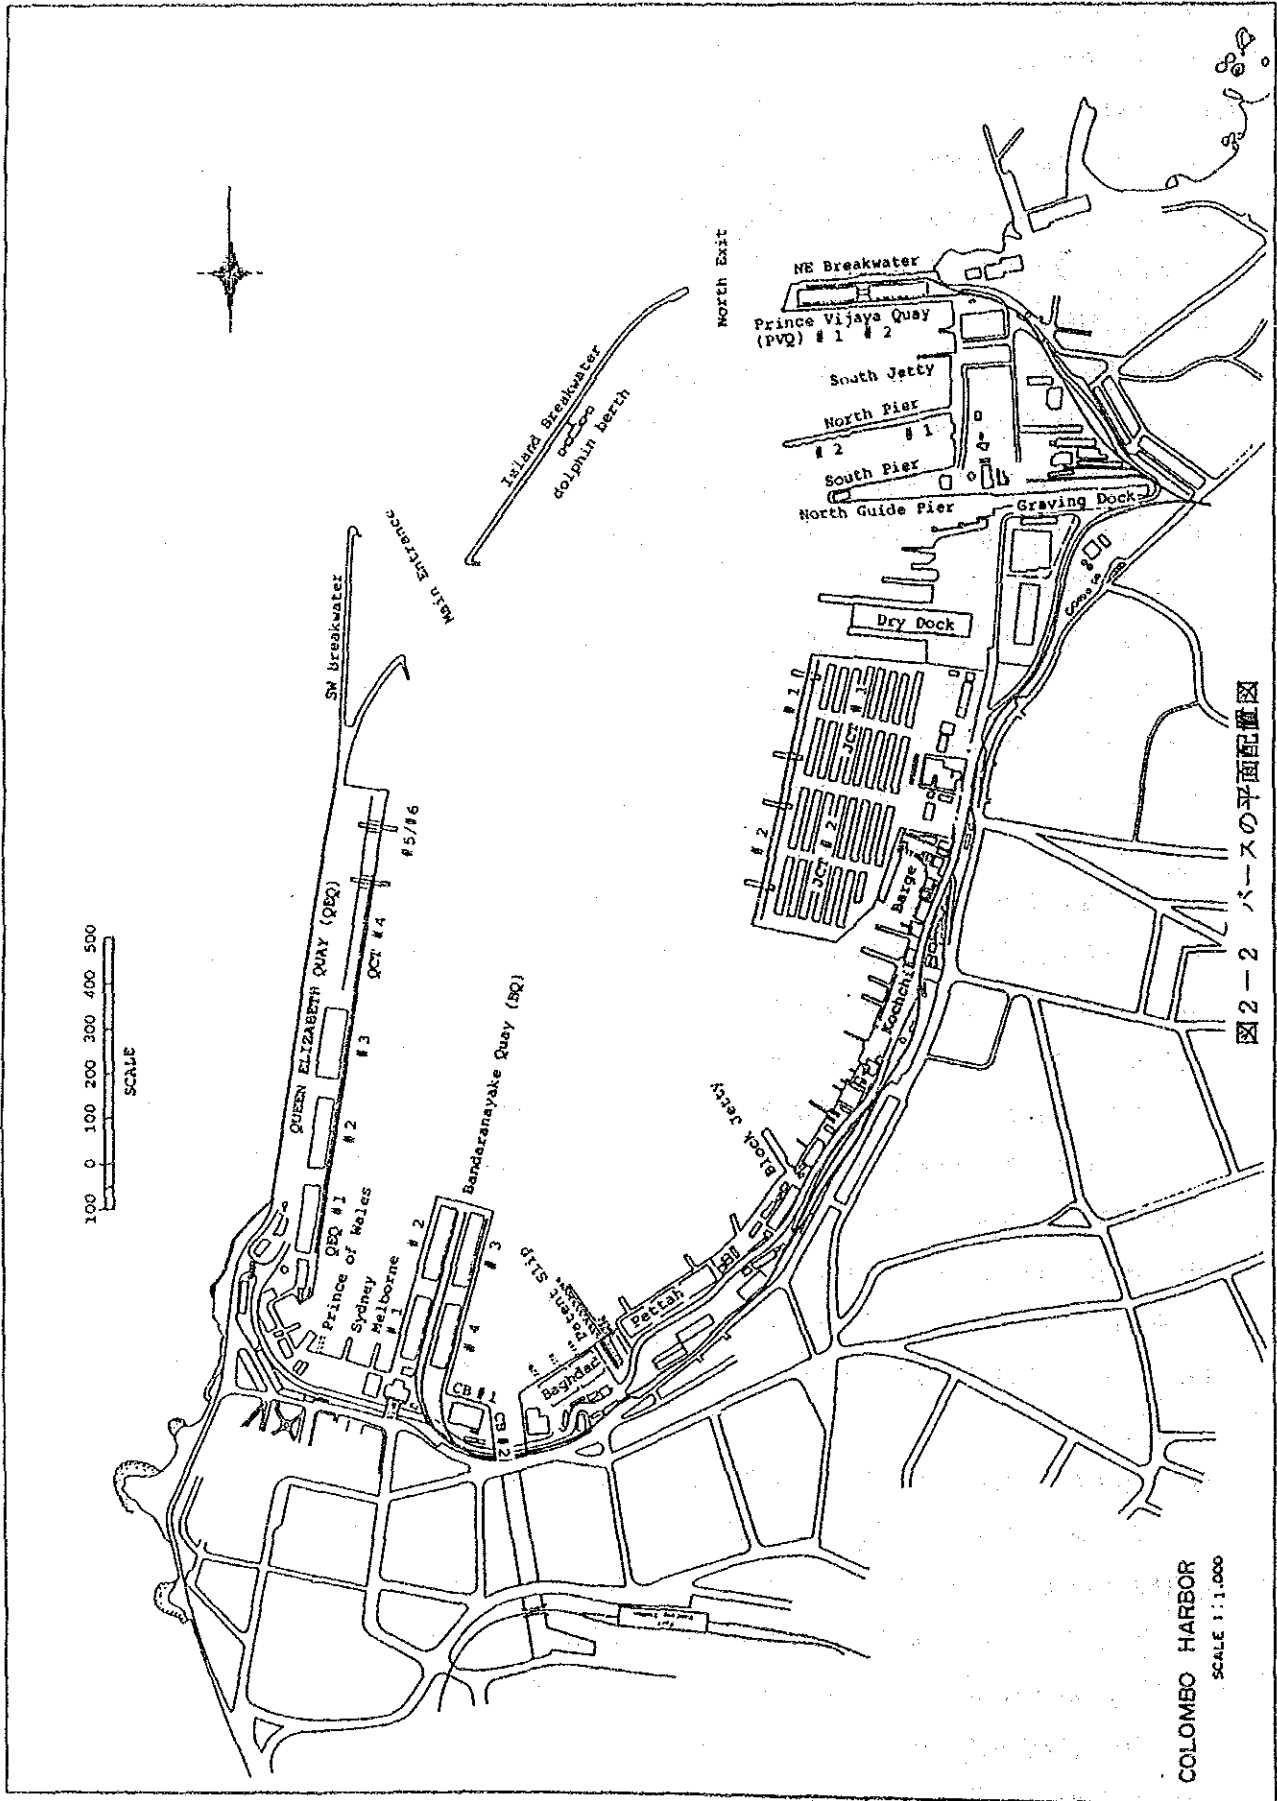 100 0 100 200 300 400 500
SCALE
QUEEN ELIZABETH QUAY (QEQ)
QEQ #1
#2
#3
QCT #4
#5/#6
SW Breakwater
Main Entrance
Island Breakwater
dolphin berth
North Exit
NE Breakwater
Prince Vijaya Quay
(PVQ) #1 #2
South Jetty
North Pier
#2 #1
South Pier
North Guide Pier
Graving Dock
Dry Dock
#1
JCT #1
#2
JCT #2
Barge
Kochchi
Block Jetty
Pettah
Patent Slip
Baghdad
CB #1
CB #2
Bandaranayake Quay (BQ)
#1 #2
#4 #3
Prince of Wales
Sydney
Melborne
COLOMBO HARBOR
SCALE 1:1,000
図2-2 バースの平面配置図